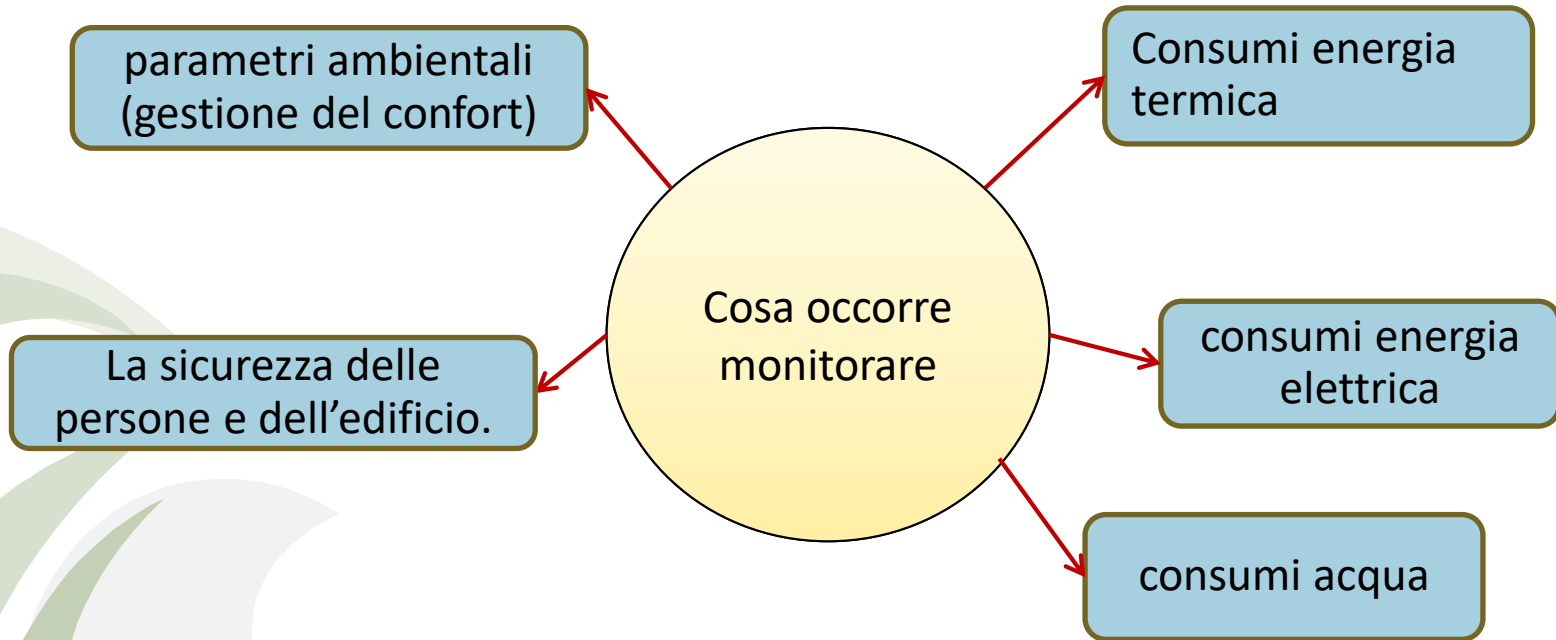 parametri ambientali
(gestione del confort)
Consumi energia
termica
Cosa occorre
monitorare
La sicurezza delle
persone e dell’edificio.
consumi energia
elettrica
consumi acqua